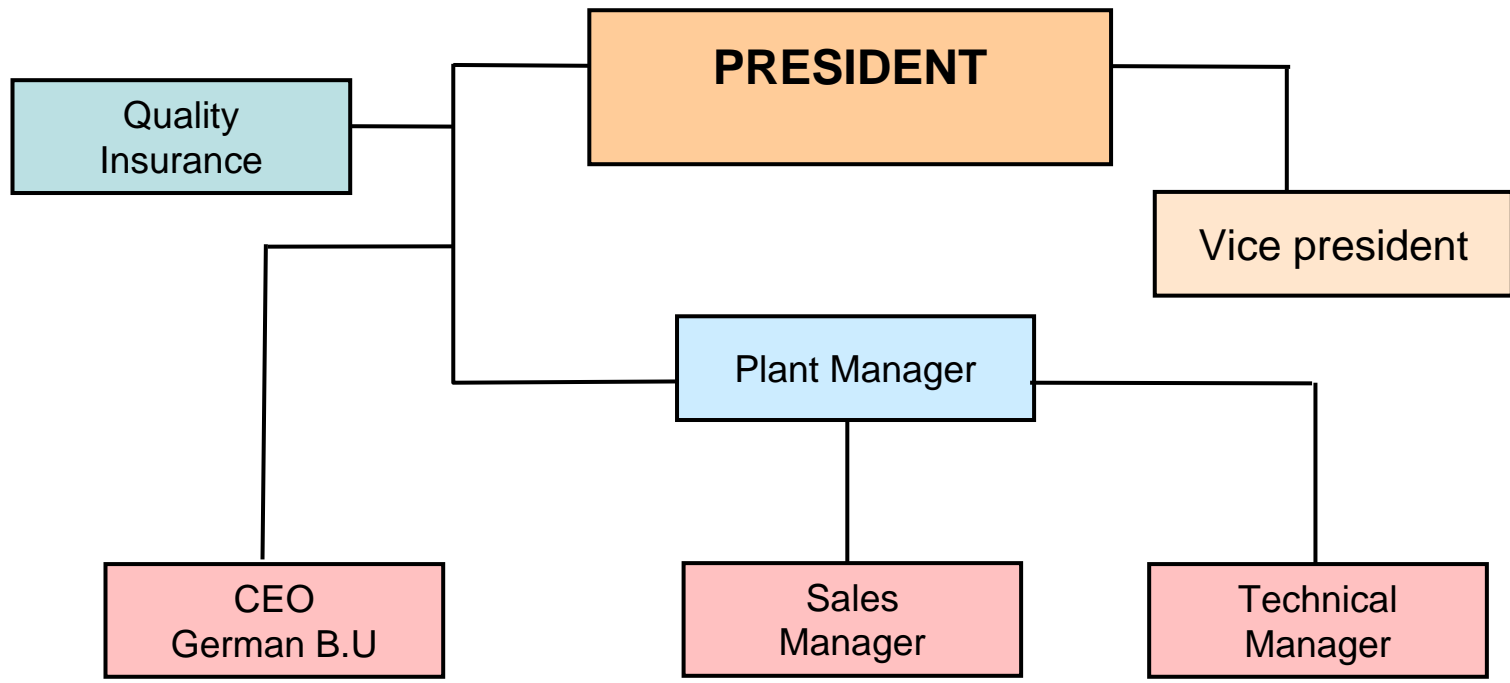 PRESIDENT
Quality
Insurance
Vice president
Plant Manager
CEO
German B.U
Sales
Manager
Technical
Manager